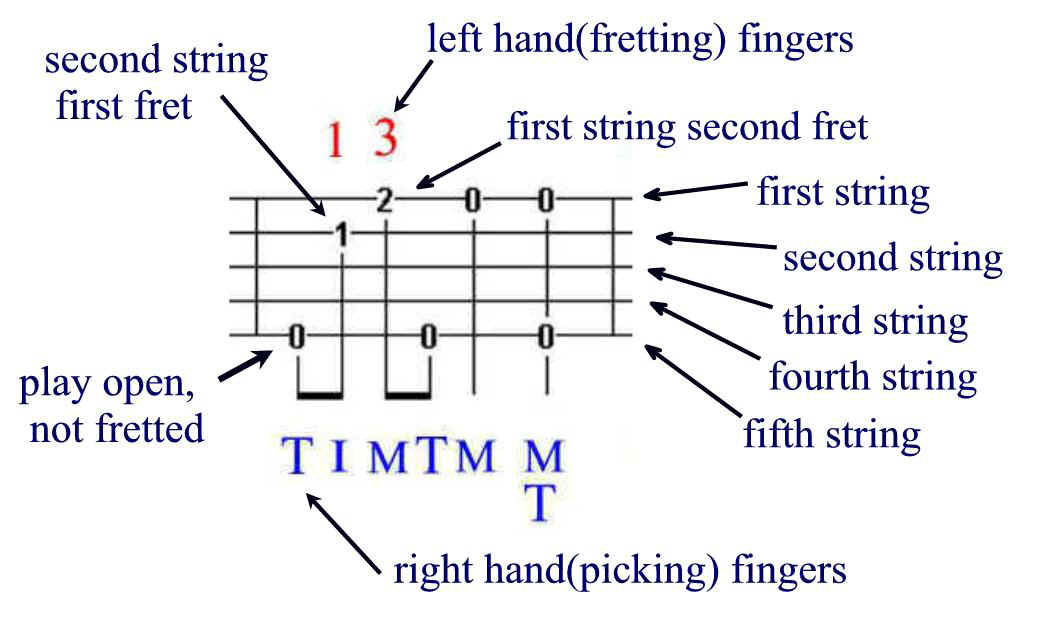 left hand(fretting) fingers
second string
first fret
1 3
first string second fret
2 0 0
first string
1
second string
third string
0 0 0
fourth string
play open,
not fretted
fifth string
T I M T M M
T
right hand(picking) fingers